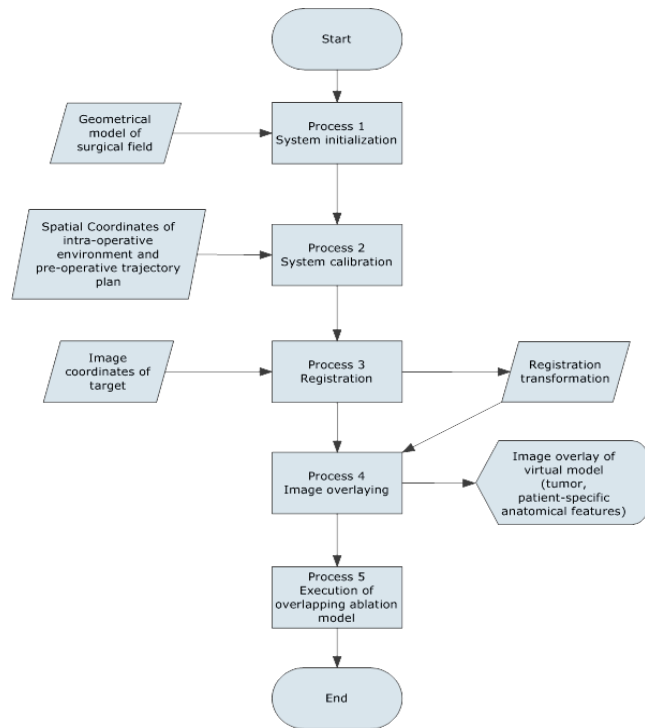 Start
Geometrical
model of
surgical field
Process 1
System initialization
Spatial Coordinates of
intra-operative
environment and
pre-operative trajectory
plan
Process 2
System calibration
Image
coordinates of
target
Process 3
Registration
Registration
transformation
Process 4
Image overlaying
Image overlay of
virtual model
(tumor,
patient-specific
anatomical features)
Process 5
Execution of
overlapping ablation
model
End